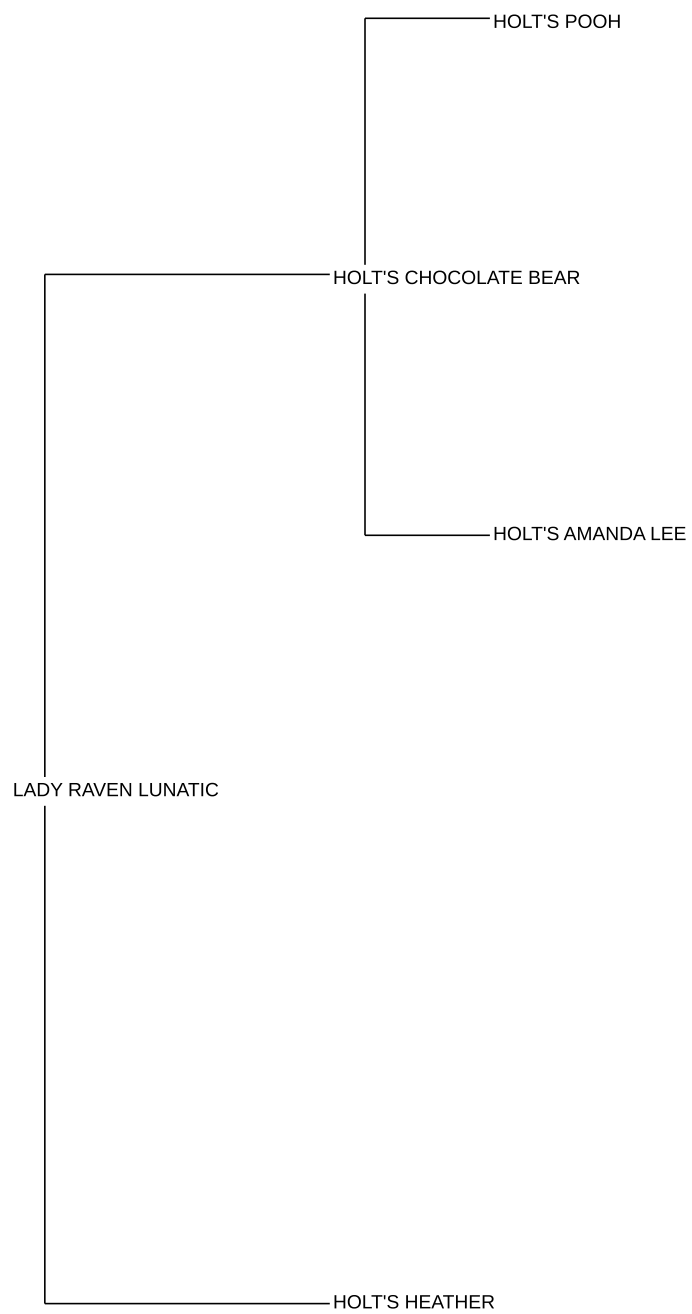 HOLT'S POOH
HOLT'S CHOCOLATE BEAR
HOLT'S AMANDA LEE
LADY RAVEN LUNATIC
HOLT'S HEATHER